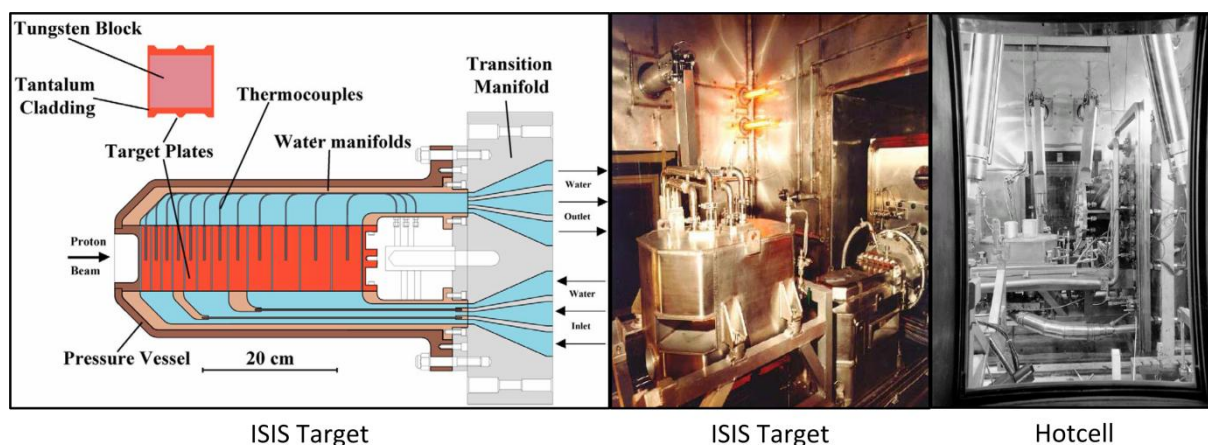 Tungsten Block
Tantalum
Cladding
Target Plates
Thermocouples
Water manifolds
Transition
Manifold
Water
Outlet
Proton
Beam
Water
Inlet
Pressure Vessel
20 cm
ISIS Target
ISIS Target
Hotcell